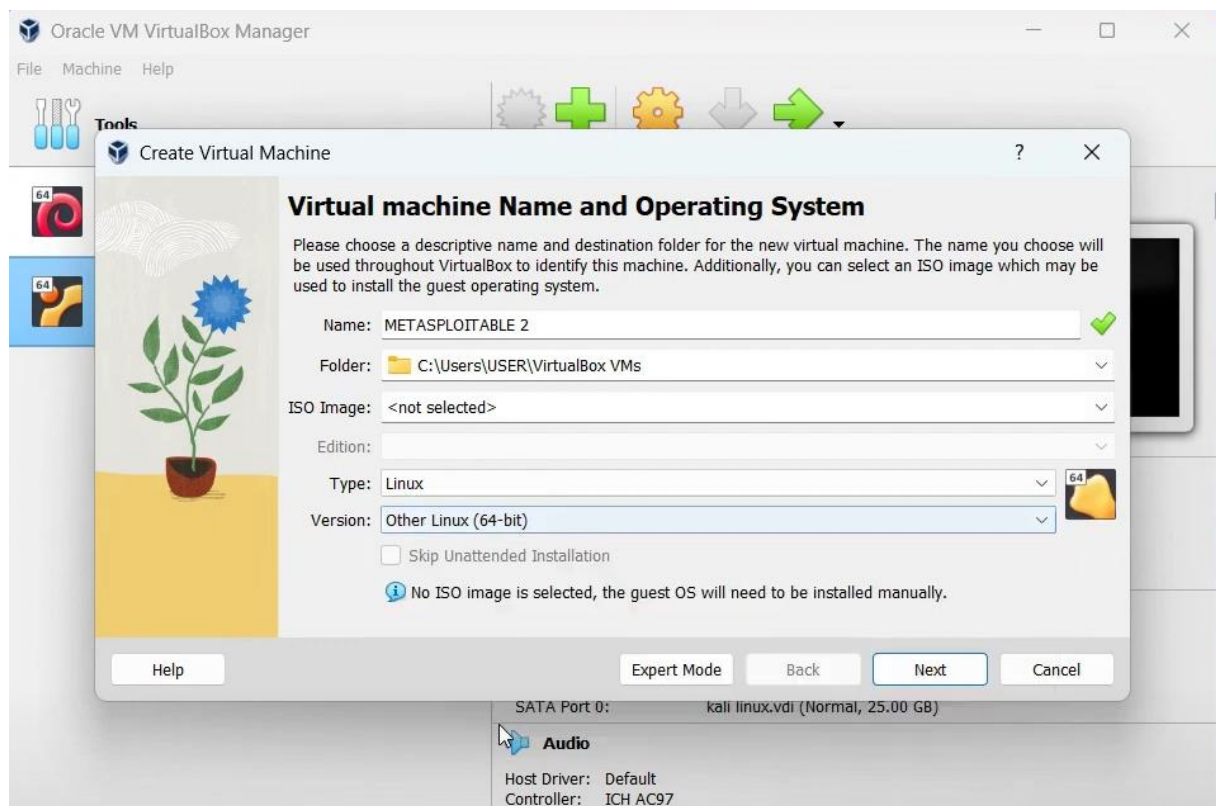 Oracle VM VirtualBox Manager
File Machine Help
Tools
Create Virtual Machine
?
64
64
Virtual machine Name and Operating System
Please choose a descriptive name and destination folder for the new virtual machine. The name you choose will
be used throughout VirtualBox to identify this machine. Additionally, you can select an ISO image which may be
used to install the guest operating system.
Name: METASPLOITABLE 2
Folder: C:\Users\USER\VirtualBox VMs
ISO Image: <not selected>
Edition:
Type: Linux
64
Version: Other Linux (64-bit)
Skip Unattended Installation
No ISO image is selected, the guest OS will need to be installed manually.
Help Expert Mode Back Next Cancel
SATA Port 0: kali linux.vdi (Normal, 25.00 GB)
Audio
Host Driver: Default
Controller: ICH AC97